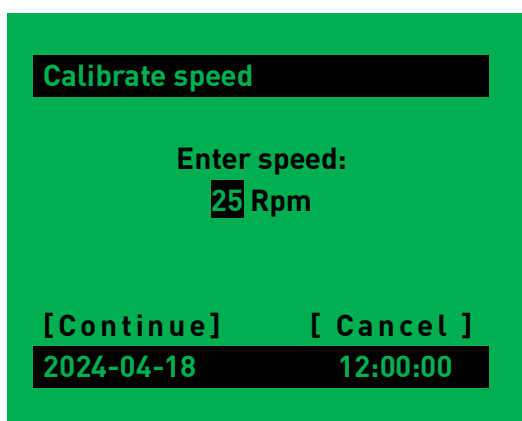 Calibrate speed
Enter speed:
25 Rpm
[Continue] [ Cancel ]
2024-04-18 12:00:00